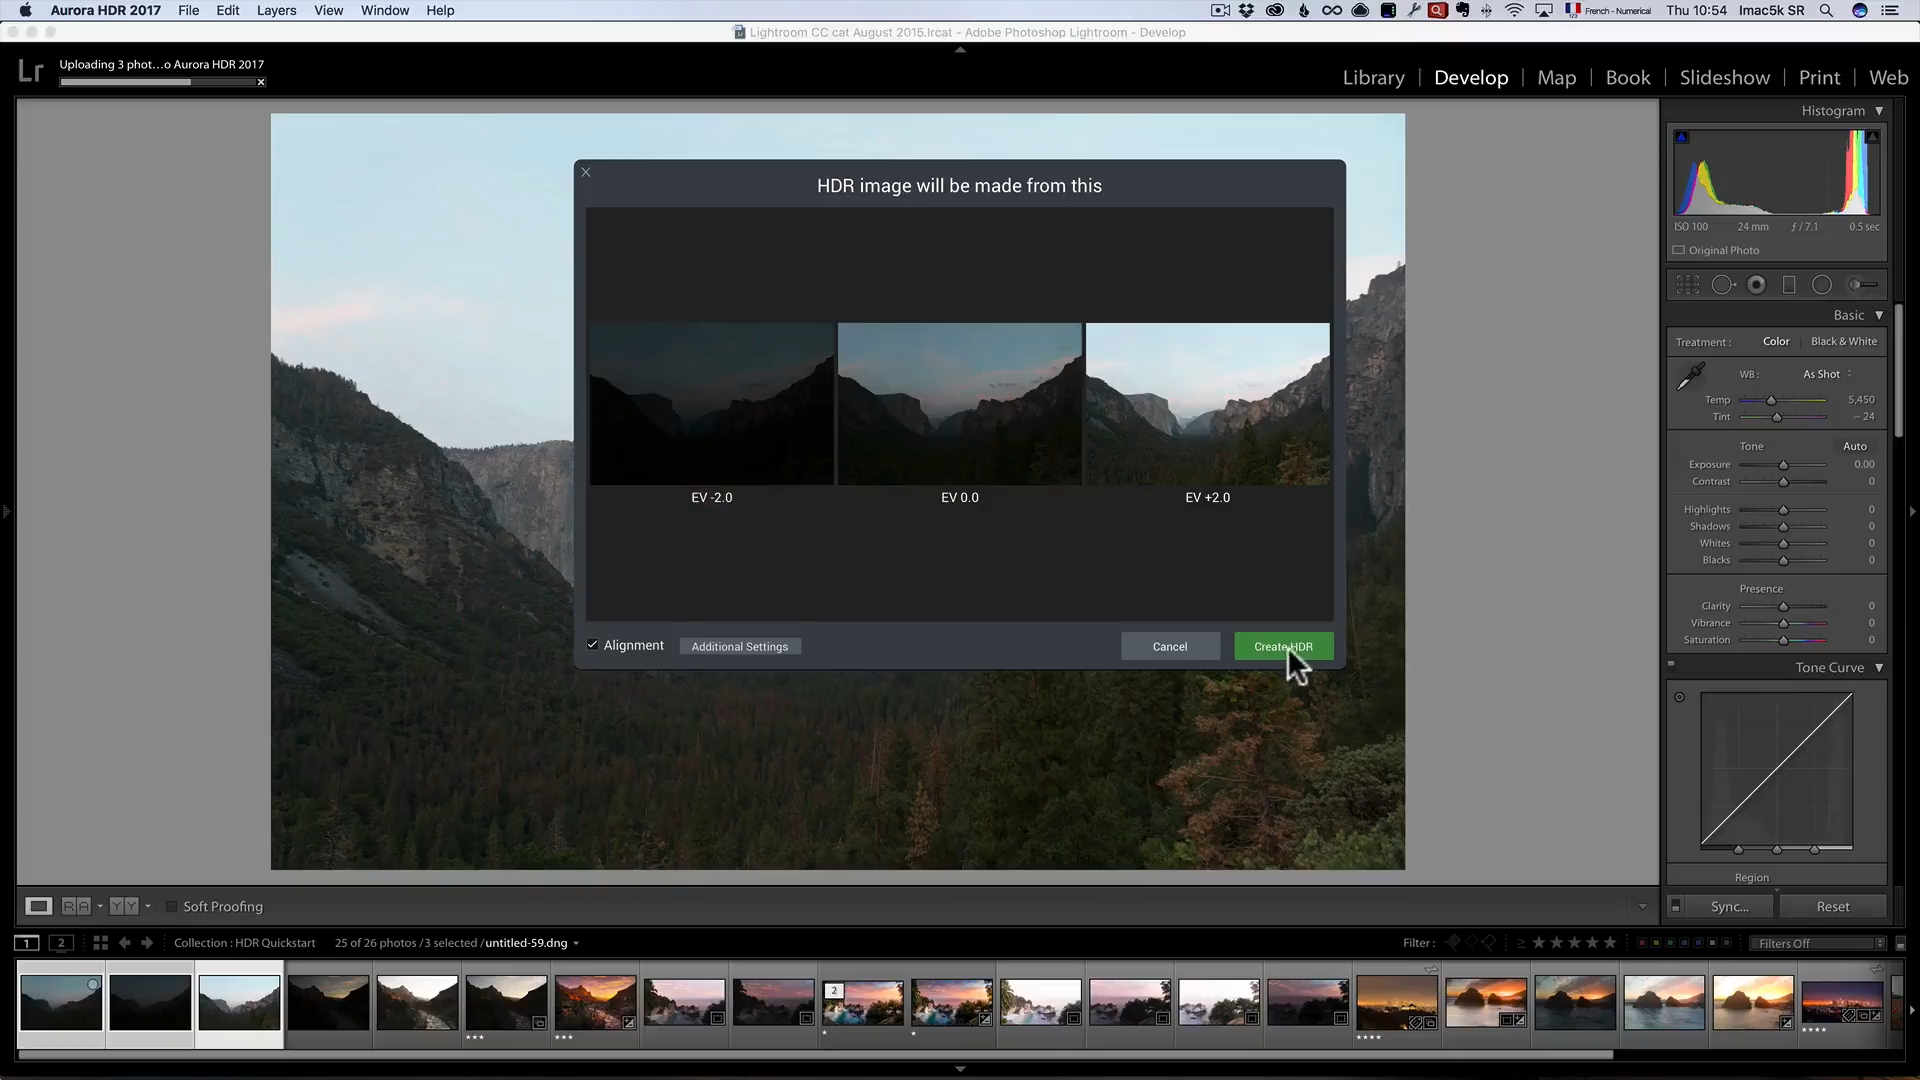 Aurora HDR 2017 File Edit Layers View Window Help
French - Numerical Thu 10:54 Imac5k SR
Lightroom CC cat August 2015.lrcat - Adobe Photoshop Lightroom - Develop
Lr
Uploading 3 phot...o Aurora HDR 2017
Library Develop Map Book Slideshow Print Web
HDR image will be made from this
EV -2.0 EV 0.0 EV +2.0
Alignment Additional Settings Cancel Create HDR
Histogram
ISO 100 24 mm ƒ / 7.1 0.5 sec
Original Photo
Basic
Treatment : Color Black & White
WB : As Shot
Temp 5,450
Tint - 24
Tone Auto
Exposure 0.00
Contrast 0
Highlights 0
Shadows 0
Whites 0
Blacks 0
Presence
Clarity 0
Vibrance 0
Saturation 0
Tone Curve
Region
Sync... Reset
R A Y Y Soft Proofing
1 2 Collection : HDR Quickstart 25 of 26 photos /3 selected /untitled-59.dng
Filter : Filters Off
2